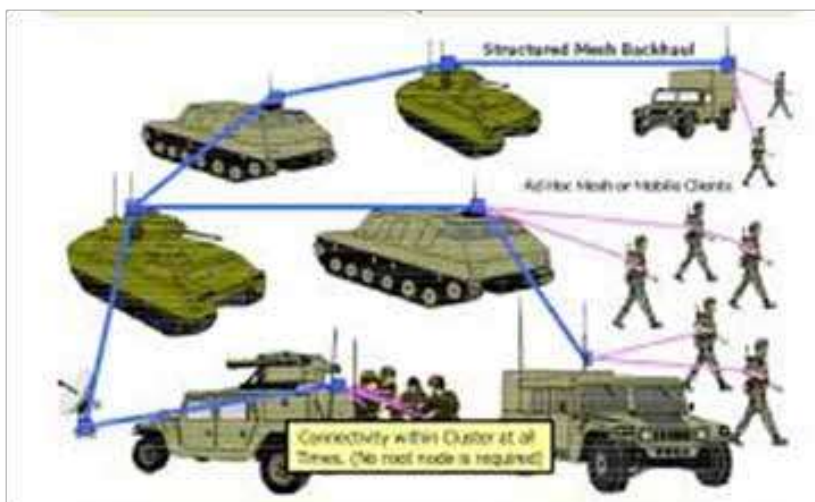 Structured Mesh Backhaul
Ad-Hoc Mesh or Mobile Clients
Connectivity within Cluster at all
Times. (No root node is required)